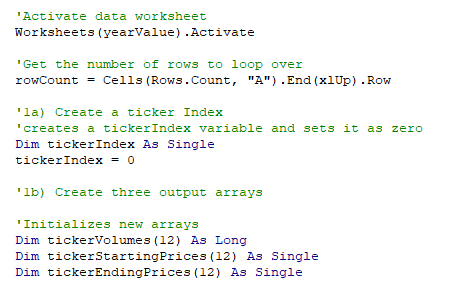 'Activate data worksheet
Worksheets(yearValue).Activate
'Get the number of rows to loop over
rowCount = Cells(Rows.Count, "A").End(xlUp).Row
'1a) Create a ticker Index
'creates a tickerIndex variable and sets it as zero
Dim tickerIndex As Single
tickerIndex = 0
'1b) Create three output arrays
'Initializes new arrays
Dim tickerVolumes(12) As Long
Dim tickerStartingPrices(12) As Single
Dim tickerEndingPrices(12) As Single